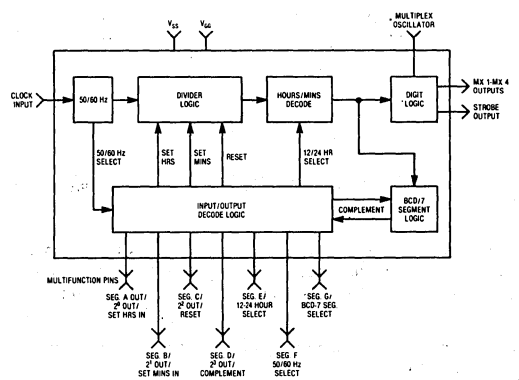 MULTIPLEX
OSCILLATOR
VSS
VGG
CLOCK
INPUT
50/60 Hz
DIVIDER
LOGIC
HOURS/MINS
DECODE
DIGIT
LOGIC
MX 1-MX 4
OUTPUTS
STROBE
OUTPUT
50/60 Hz
SELECT
SET
HRS
SET
MINS
RESET
12/24 HR
SELECT
INPUT/OUTPUT
DECODE LOGIC
COMPLEMENT
BCD/7
SEGMENT
LOGIC
MULTIFUNCTION PINS
SEG. A OUT/
2⁰ OUT/
SET HRS IN
SEG. C/
2² OUT/
RESET
SEG. E/
12-24 HOUR
SELECT
SEG. G/
BCD-7 SEG.
SELECT
SEG. B/
2¹ OUT/
SET MINS IN
SEG. D/
2³ OUT/
COMPLEMENT
SEG. F
50/60 Hz
SELECT